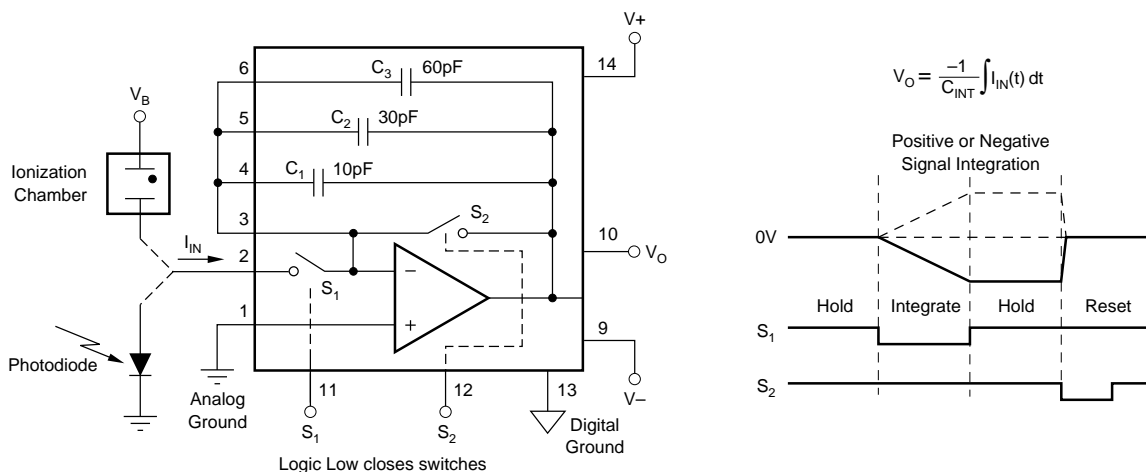 V+
6
C3 60pF
14
VB
5
C2 30pF
Ionization
Chamber
4
C1 10pF
3
S2
IIN
2
S1
10
VO
1
9
Photodiode
Analog
Ground
11
12
13
V–
S1
S2
Digital
Ground
Logic Low closes switches
VO = –1/CINT ∫IIN(t) dt
Positive or Negative
Signal Integration
0V
Hold Integrate Hold Reset
S1
S2